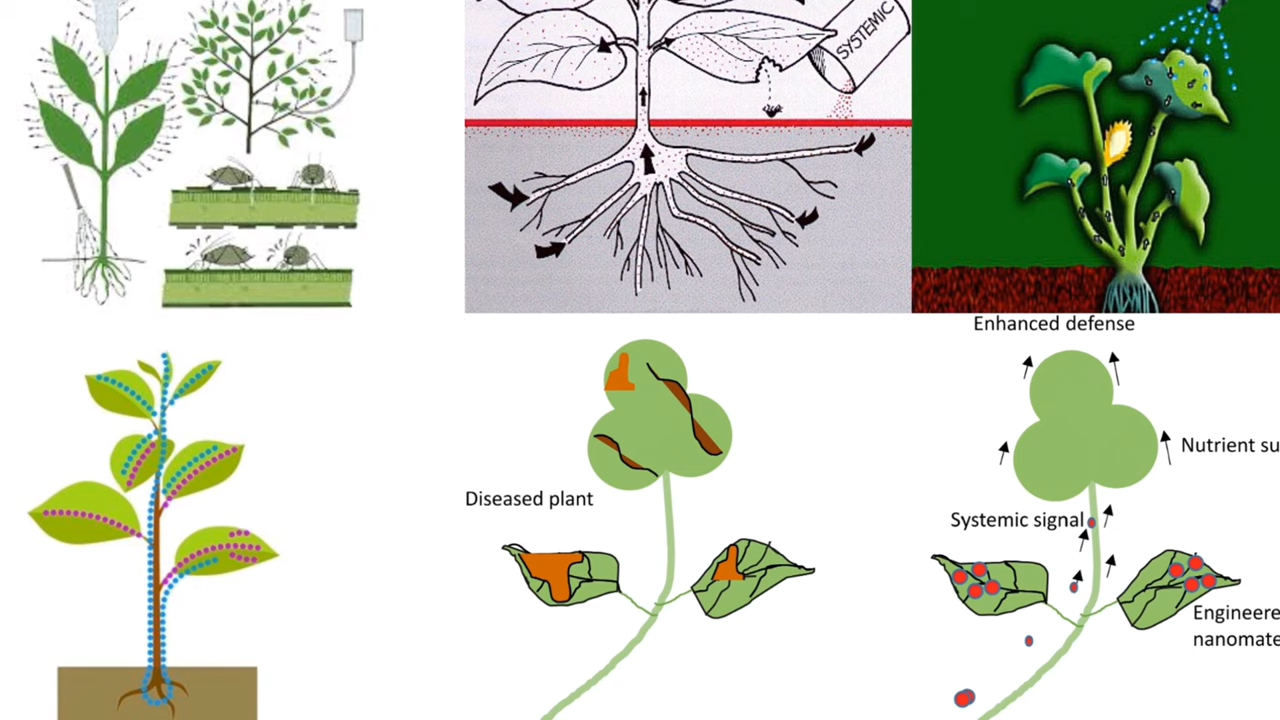 SYSTEMIC
Enhanced defense
Nutrient su
Diseased plant
Systemic signal
Engineere
nanomate